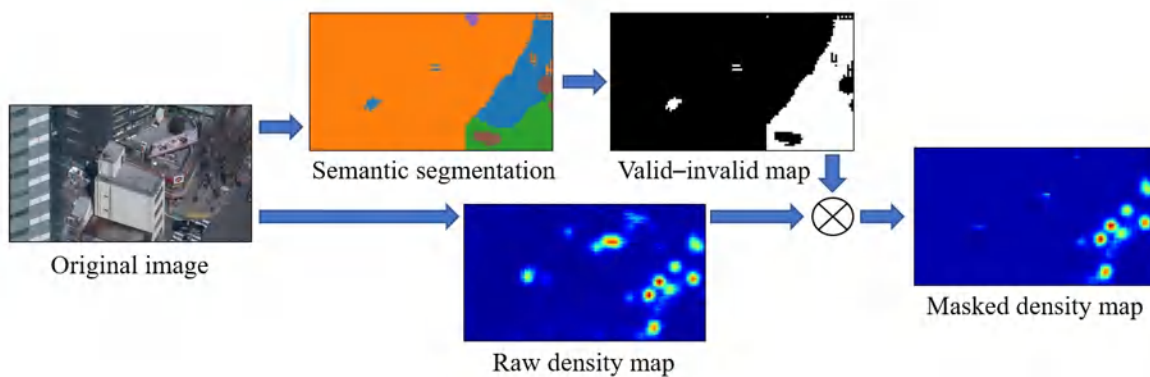 Semantic segmentation
Valid–invalid map
Original image
Raw density map
Masked density map